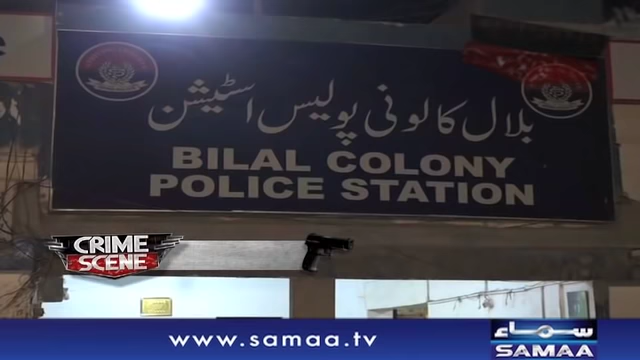 بلال کالونی پولیس اسٹیشن
BILAL COLONY
POLICE STATION
CRIME
SCENE
www.samaa.tv
سماء
SAMAA